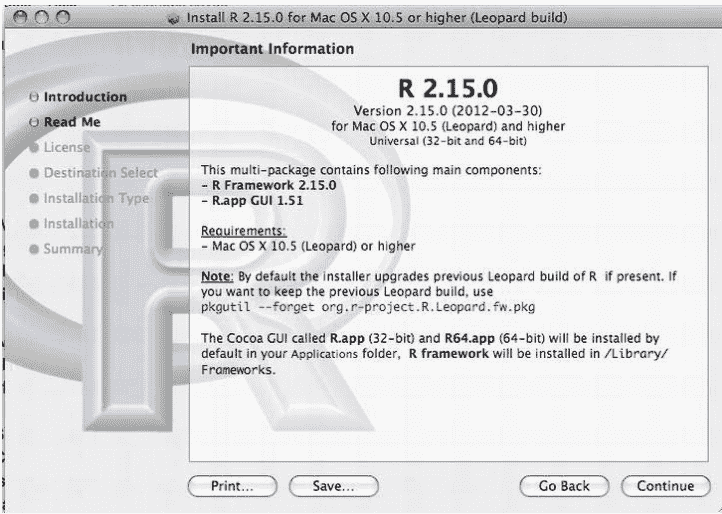 Install R 2.15.0 for Mac OS X 10.5 or higher (Leopard build)
Important Information
Introduction
Read Me
License
Destination Select
Installation Type
Installation
Summary
R 2.15.0
Version 2.15.0 (2012-03-30)
for Mac OS X 10.5 (Leopard) and higher
Universal (32-bit and 64-bit)
This multi-package contains following main components:
- R Framework 2.15.0
- R.app GUI 1.51
Requirements:
- Mac OS X 10.5 (Leopard) or higher
Note: By default the installer upgrades previous Leopard build of R if present. If
you want to keep the previous Leopard build, use
pkgutil --forget org.r-project.R.Leopard.fw.pkg
The Cocoa GUI called R.app (32-bit) and R64.app (64-bit) will be installed by
default in your Applications folder, R framework will be installed in /Library/
Frameworks.
Print...
Save...
Go Back
Continue